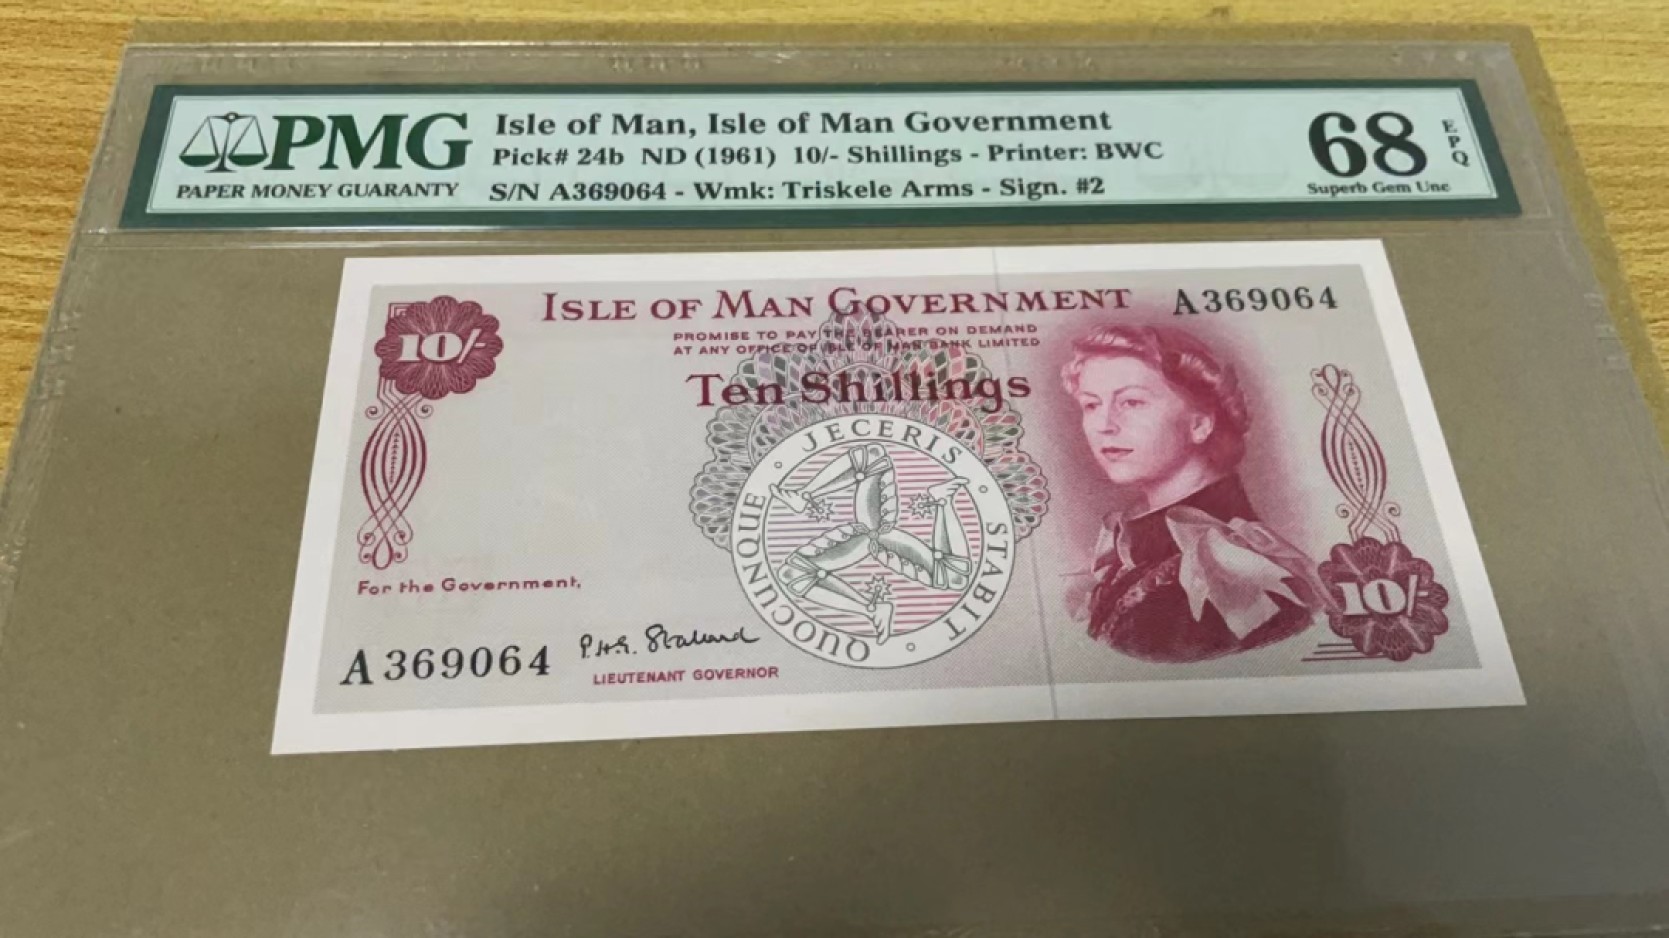 PMG
PAPER MONEY GUARANTY
Isle of Man, Isle of Man Government
Pick# 24b ND (1961) 10/- Shillings - Printer: BWC
S/N A369064 - Wmk: Triskele Arms - Sign. #2
68
EPQ
Superb Gem Unc
10/-
ISLE OF MAN GOVERNMENT
A369064
PROMISE TO PAY THE BEARER ON DEMAND
AT ANY OFFICE OF ISLE OF MAN BANK LIMITED
Ten Shillings
QUOCUNQUE · JECERIS · STABIT ·
For the Government,
10/-
A369064
P.H.G. Stallard
LIEUTENANT GOVERNOR